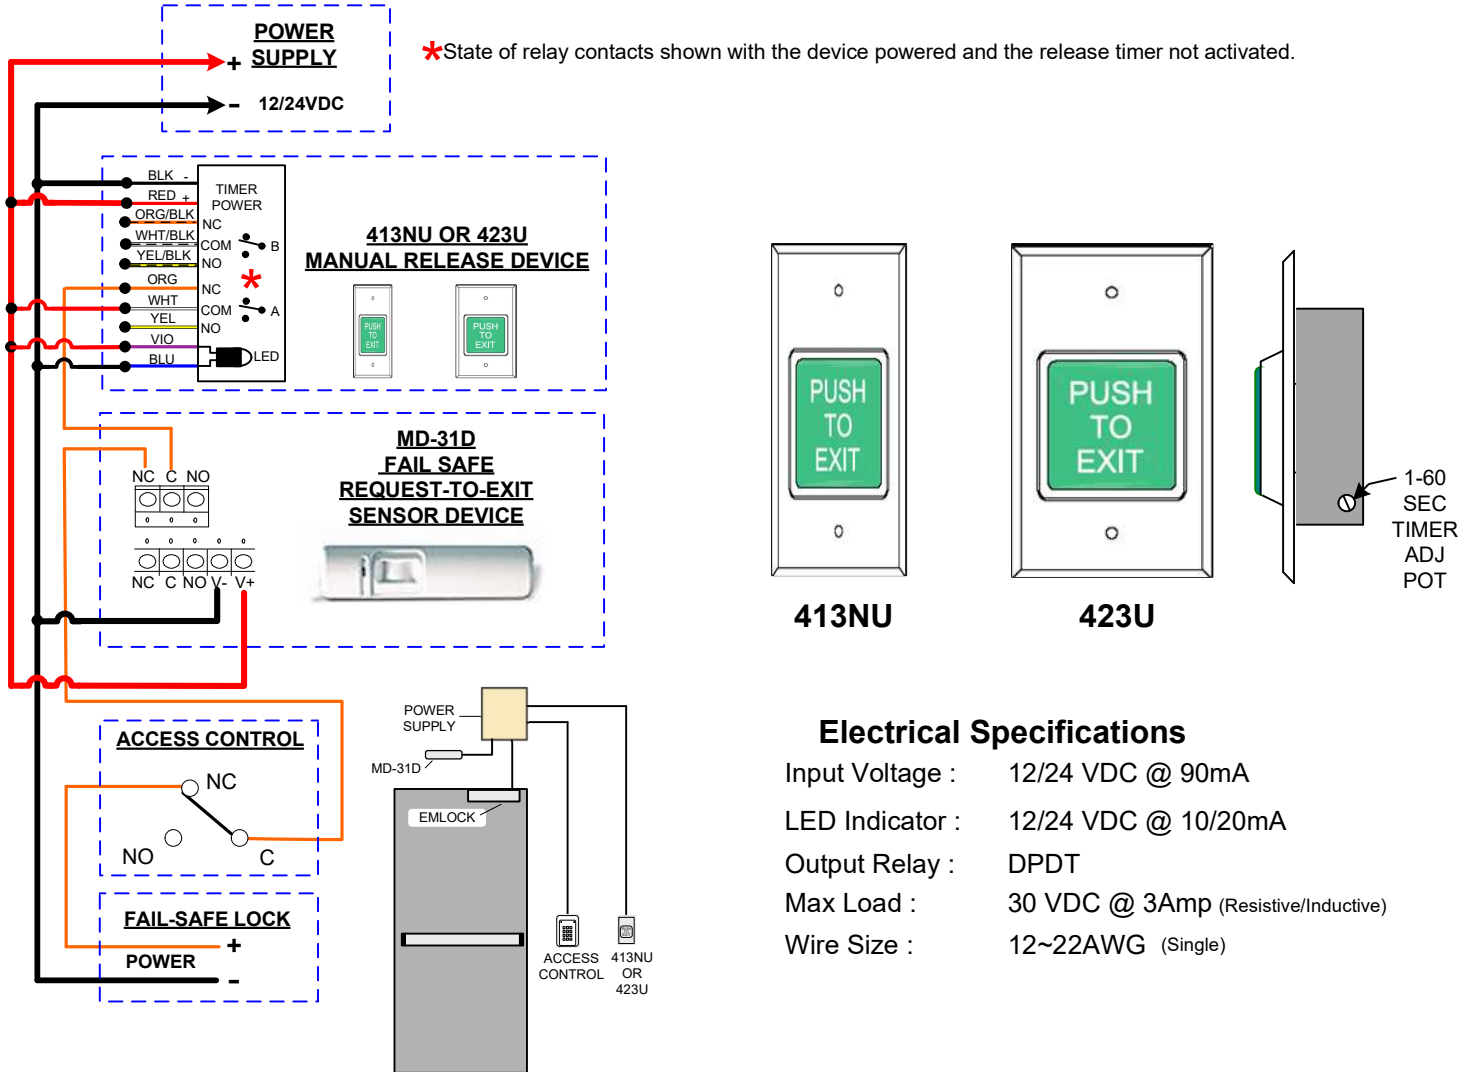 POWER
SUPPLY
+
- 12/24VDC
*State of relay contacts shown with the device powered and the release timer not activated.
BLK -
RED +
ORG/BLK
WHT/BLK
YEL/BLK
ORG
WHT
YEL
VIO
BLU
TIMER
POWER
NC
COM B
NO
*
NC
COM A
NO
LED
413NU OR 423U
MANUAL RELEASE DEVICE
PUSH
TO
EXIT
PUSH
TO
EXIT
MD-31D
FAIL SAFE
REQUEST-TO-EXIT
SENSOR DEVICE
NC C NO
NC C NO V- V+
ACCESS CONTROL
NC
NO
C
FAIL-SAFE LOCK
+
POWER
-
POWER
SUPPLY
MD-31D
EMLOCK
ACCESS
CONTROL
413NU
OR
423U
PUSH
TO
EXIT
413NU
PUSH
TO
EXIT
423U
1-60
SEC
TIMER
ADJ
POT
Electrical Specifications
Input Voltage : 12/24 VDC @ 90mA
LED Indicator : 12/24 VDC @ 10/20mA
Output Relay : DPDT
Max Load : 30 VDC @ 3Amp (Resistive/Inductive)
Wire Size : 12~22AWG (Single)